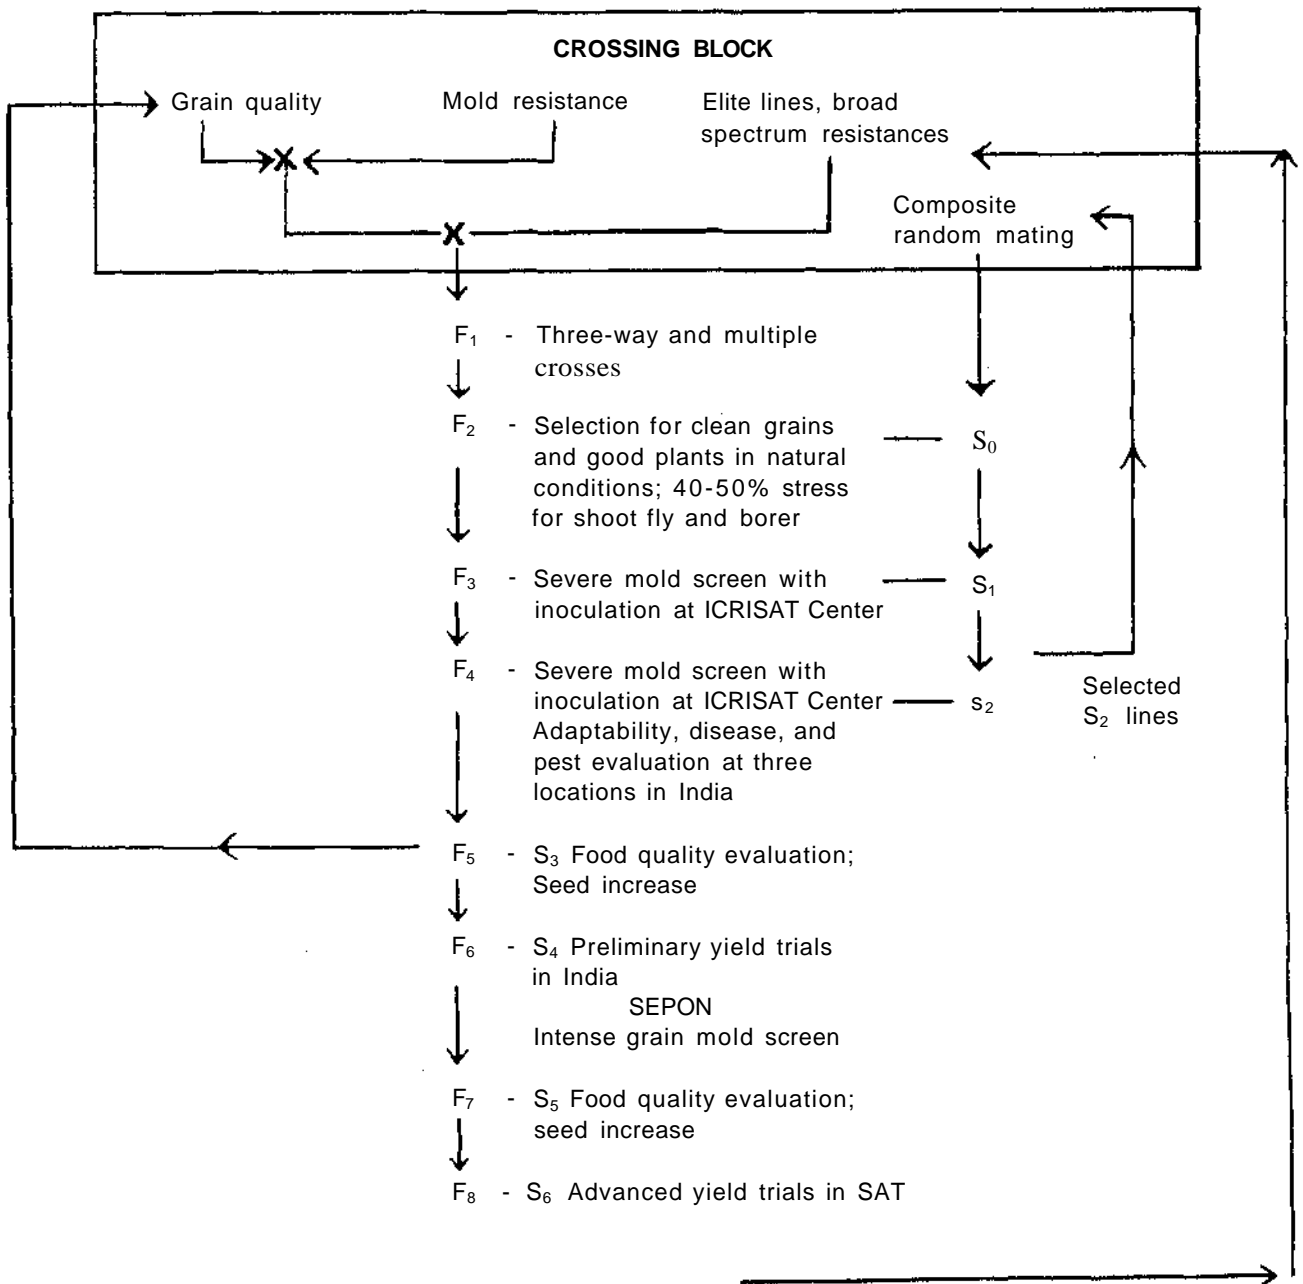 CROSSING BLOCK
Grain quality
Mold resistance
Elite lines, broad
spectrum resistances
Composite
random mating
F₁ - Three-way and multiple
crosses
F₂ - Selection for clean grains
and good plants in natural
conditions; 40-50% stress
for shoot fly and borer
S₀
F₃ - Severe mold screen with
inoculation at ICRISAT Center
S₁
F₄ - Severe mold screen with
inoculation at ICRISAT Center
Adaptability, disease, and
pest evaluation at three
locations in India
s₂
Selected
S₂ lines
F₅ - S₃ Food quality evaluation;
Seed increase
F₆ - S₄ Preliminary yield trials
in India
SEPON
Intense grain mold screen
F₇ - S₅ Food quality evaluation;
seed increase
F₈ - S₆ Advanced yield trials in SAT